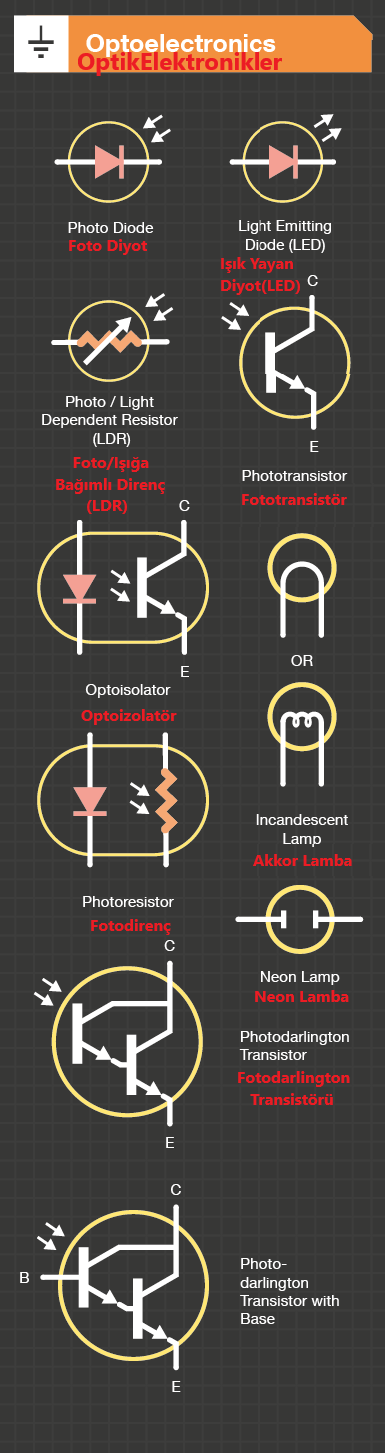 Optoelectronics
OptikElektronikler
Photo Diode
Foto Diyot
Light Emitting
Diode (LED)
Işık Yayan
Diyot(LED)
Photo / Light
Dependent Resistor
(LDR)
Foto/Işığa
Bağımlı Direnç
(LDR)
C
E
Phototransistor
Fototransistör
C
E
Optoisolator
Optoizolatör
OR
Incandescent
Lamp
Akkor Lamba
Photoresistor
Fotodirenç
Neon Lamp
Neon Lamba
C
E
Photodarlington
Transistor
Fotodarlington
Transistörü
C
B
E
Photo-
darlington
Transistor with
Base